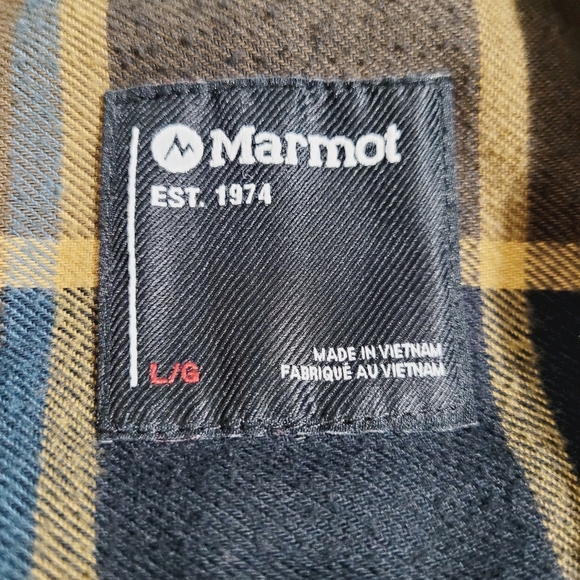 Marmot
EST. 1974
L/G
MADE IN VIETNAM
FABRIQUÉ AU VIETNAM